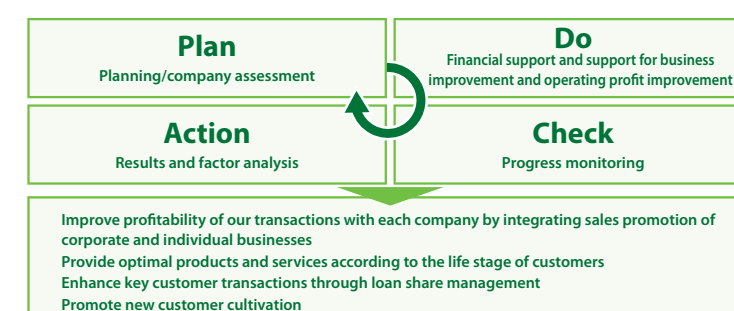 Plan
Planning/company assessment
Do
Financial support and support for business
improvement and operating profit improvement
Action
Results and factor analysis
Check
Progress monitoring
Improve profitability of our transactions with each company by integrating sales promotion of
corporate and individual businesses
Provide optimal products and services according to the life stage of customers
Enhance key customer transactions through loan share management
Promote new customer cultivation